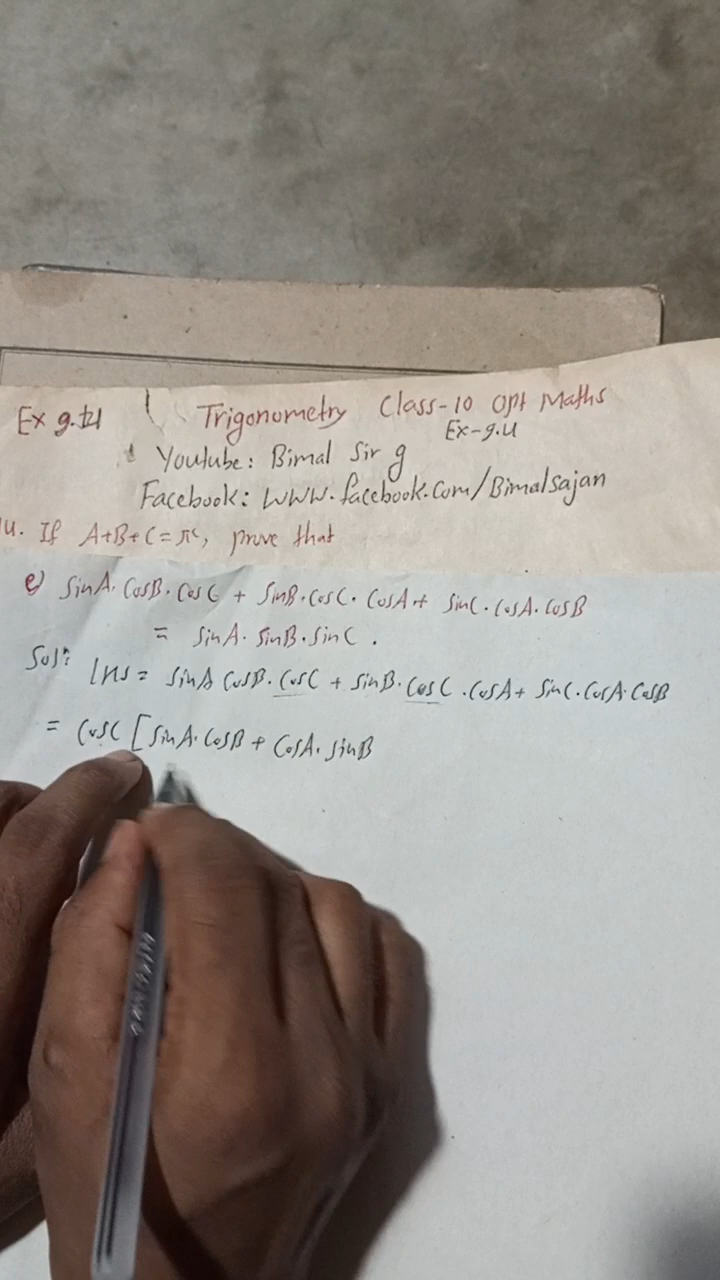 Ex 9.4 Trigonometry Class-10 Opt Maths
Ex-9.4
Youtube: Bimal Sir g
Facebook: WWW.facebook.Com/Bimalsajan
4. If A+B+C=πᶜ, prove that
e) SinA. CosB. CosC + SinB. CosC. CosA + SinC. CosA. CosB
= SinA. SinB. SinC.
Solⁿ: LHS = SinA CosB. CosC + SinB. CosC. CosA + SinC. CosA. CosB
= CosC [SinA. CosB + CosA. SinB